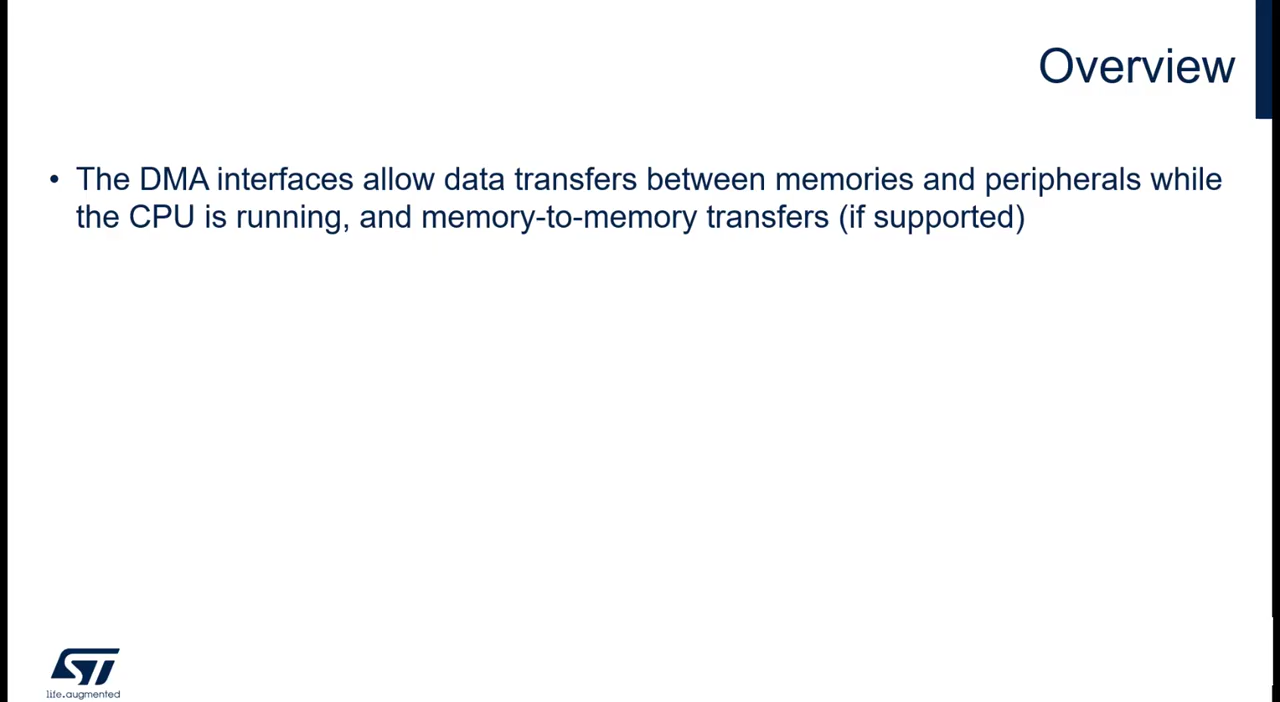 Overview
• The DMA interfaces allow data transfers between memories and peripherals while
the CPU is running, and memory-to-memory transfers (if supported)
ST
life.augmented